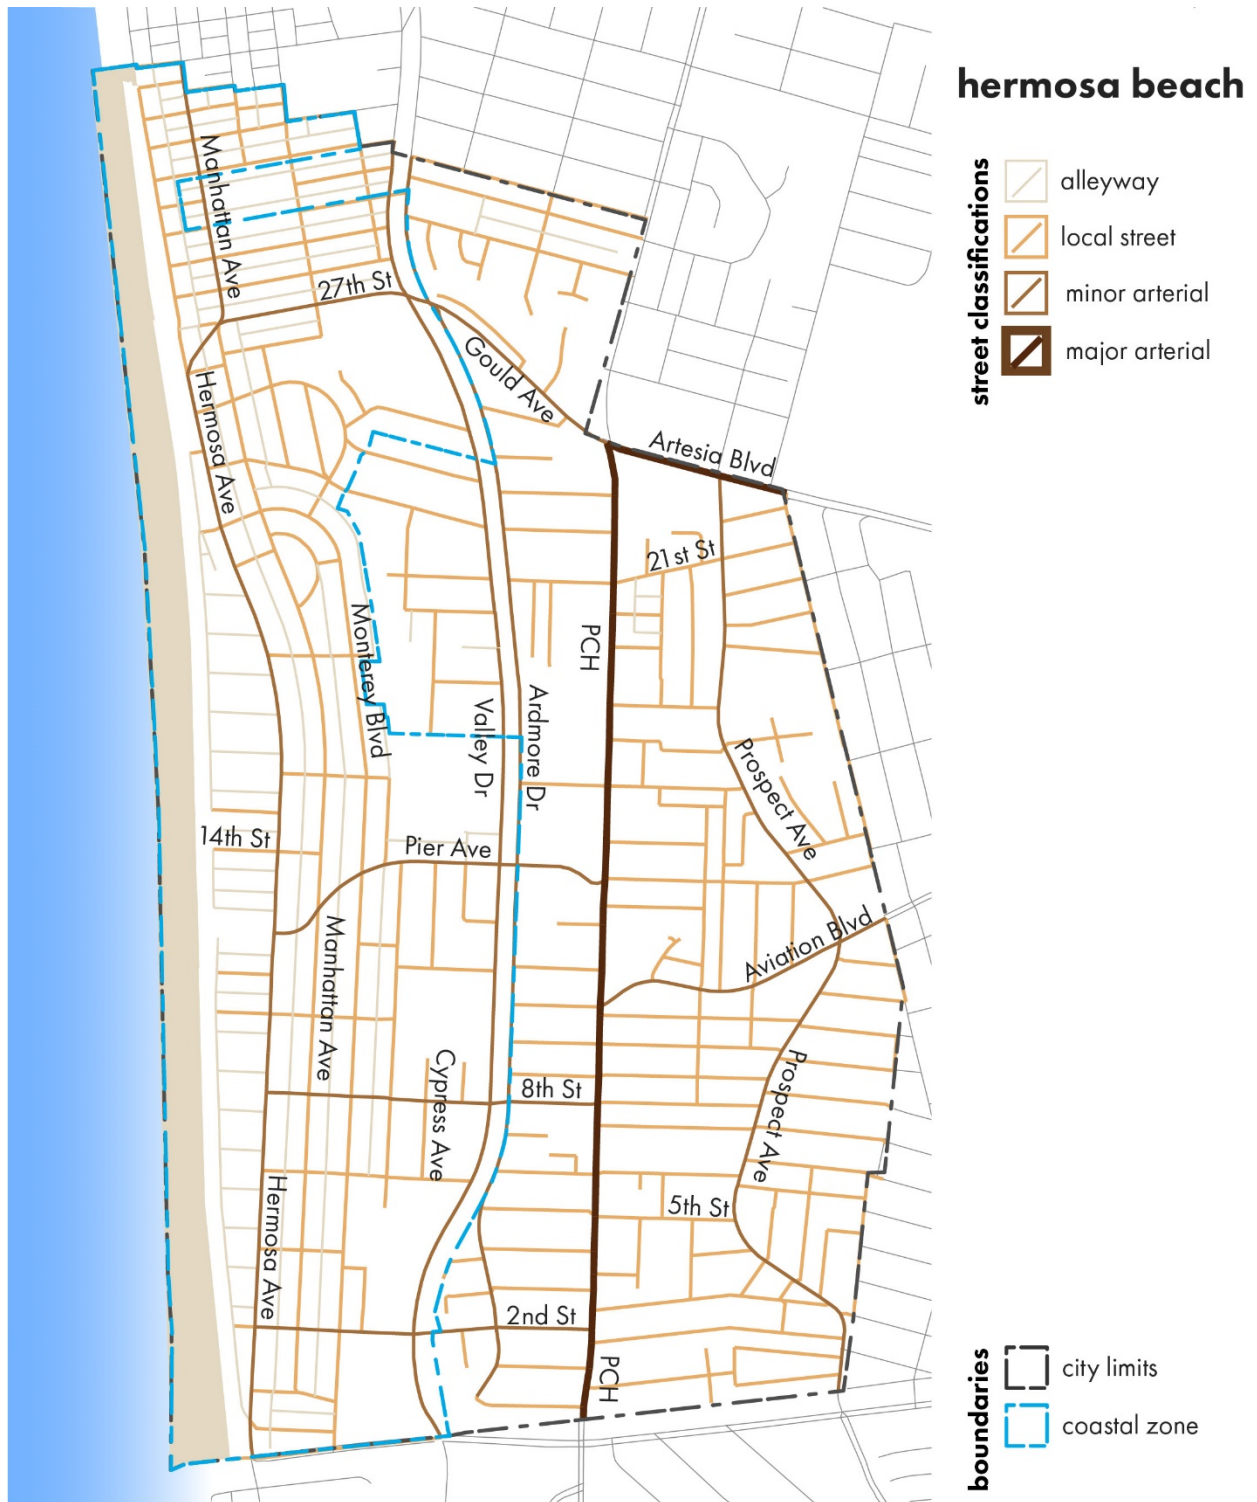 hermosa beach
street classifications
alleyway
local street
minor arterial
major arterial
Manhattan Ave
27th St
Gould Ave
Hermosa Ave
Artesia Blvd
21st St
PCH
Monterey Blvd
Valley Dr
Ardmore Dr
Prospect Ave
14th St
Pier Ave
Aviation Blvd
Manhattan Ave
Cypress Ave
8th St
Prospect Ave
5th St
Hermosa Ave
2nd St
PCH
boundaries
city limits
coastal zone